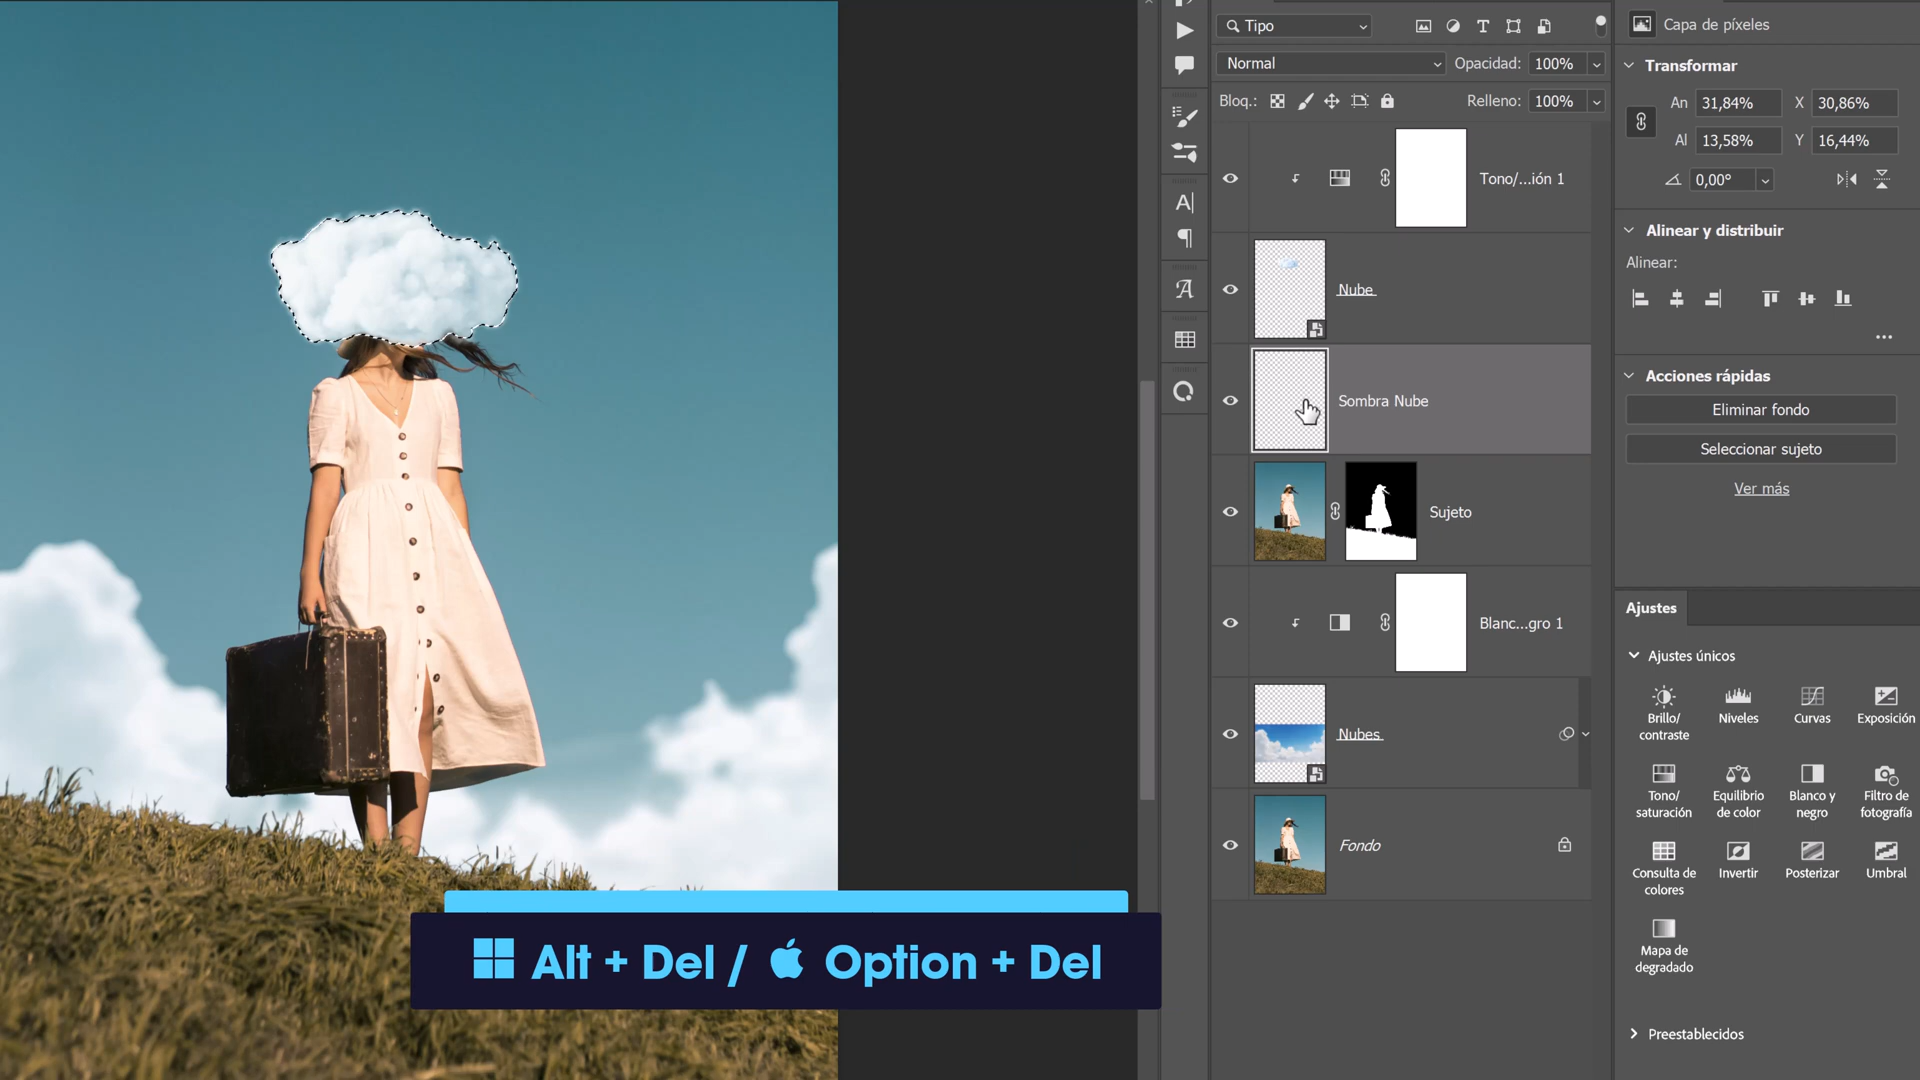 Tipo
Normal
Opacidad: 100%
Bloq.:
Relleno: 100%
Tono/...ión 1
Nube
Sombra Nube
Sujeto
Blanc...gro 1
Nubes
Fondo
Capa de píxeles
Transformar
An 31,84% X 30,86%
Al 13,58% Y 16,44%
0,00°
Alinear y distribuir
Alinear:
Acciones rápidas
Eliminar fondo
Seleccionar sujeto
Ver más
Ajustes
Ajustes únicos
Brillo/
contraste
Niveles
Curvas
Exposición
Tono/
saturación
Equilibrio
de color
Blanco y
negro
Filtro de
fotografía
Consulta de
colores
Invertir
Posterizar
Umbral
Mapa de
degradado
Preestablecidos
Alt + Del / Option + Del